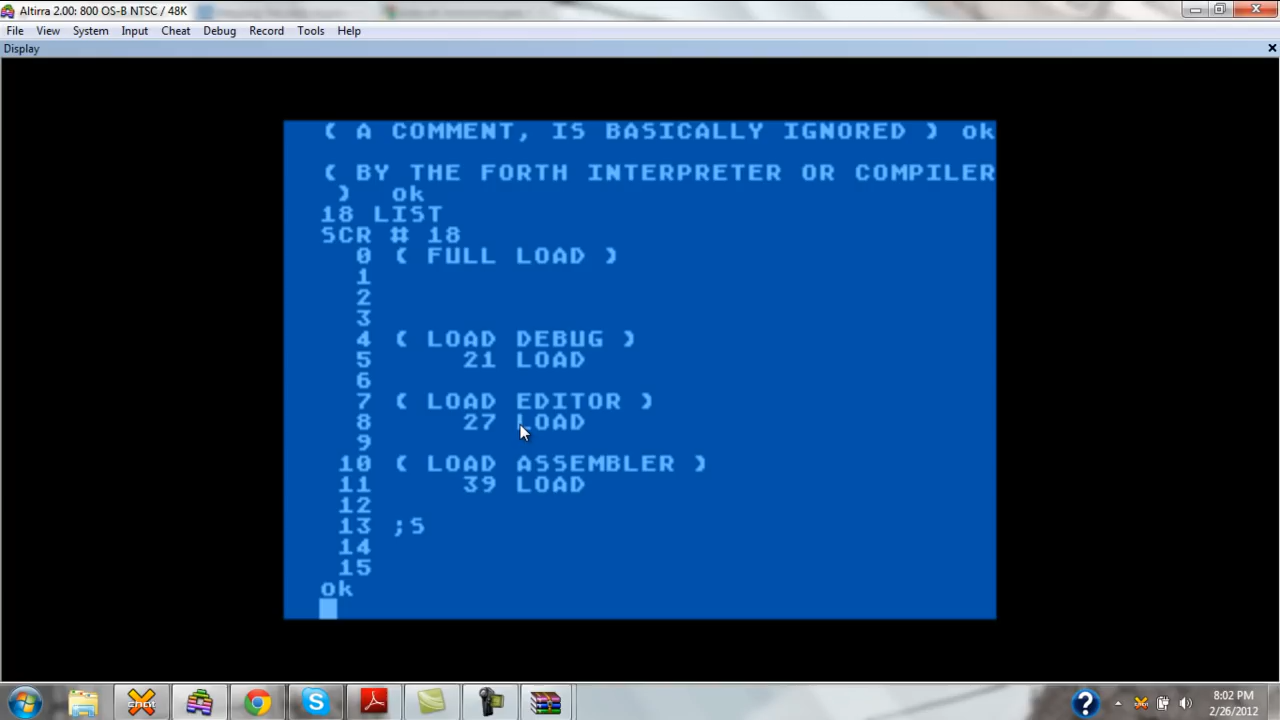 Altirra 2.00: 800 OS-B NTSC / 48K
File View System Input Cheat Debug Record Tools Help
Display
( A COMMENT, IS BASICALLY IGNORED ) ok
( BY THE FORTH INTERPRETER OR COMPILER
) ok
18 LIST
SCR # 18
0 ( FULL LOAD )
1
2
3
4 ( LOAD DEBUG )
5 21 LOAD
6
7 ( LOAD EDITOR )
8 27 LOAD
9
10 ( LOAD ASSEMBLER )
11 39 LOAD
12
13 ;S
14
15
ok
8:02 PM
2/26/2012